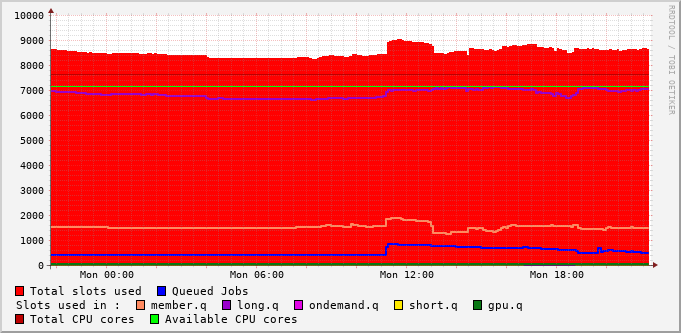 10000
9000
8000
7000
6000
5000
4000
3000
2000
1000
0
Mon 00:00 Mon 06:00 Mon 12:00 Mon 18:00
RRDTOOL / TOBI OETIKER
Total slots used Queued Jobs
Slots used in : member.q long.q ondemand.q short.q gpu.q
Total CPU cores Available CPU cores